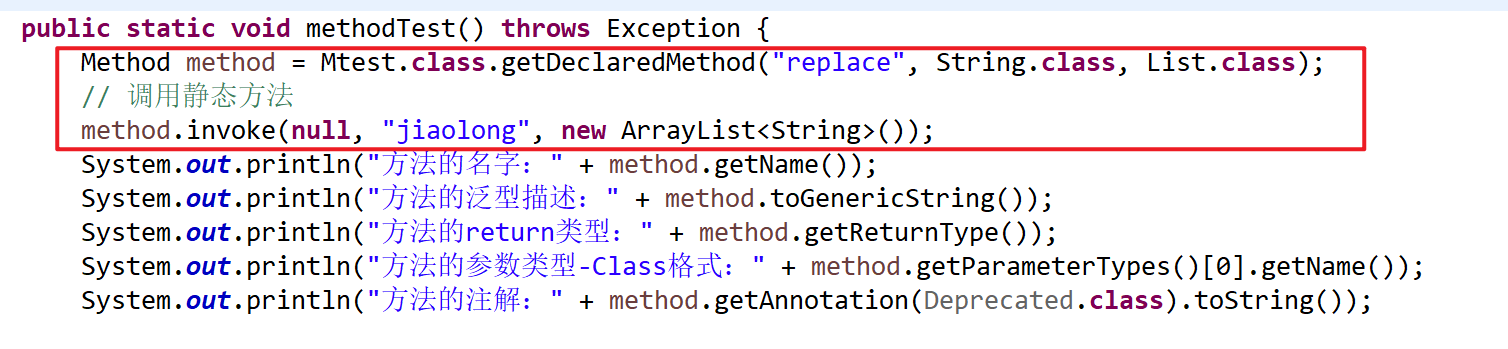 public static void methodTest() throws Exception {
Method method = Mtest.class.getDeclaredMethod("replace", String.class, List.class);
// 调用静态方法
method.invoke(null, "jiaolong", new ArrayList<String>());
System.out.println("方法的名字：" + method.getName());
System.out.println("方法的泛型描述：" + method.toGenericString());
System.out.println("方法的return类型：" + method.getReturnType());
System.out.println("方法的参数类型-Class格式：" + method.getParameterTypes()[0].getName());
System.out.println("方法的注解：" + method.getAnnotation(Deprecated.class).toString());